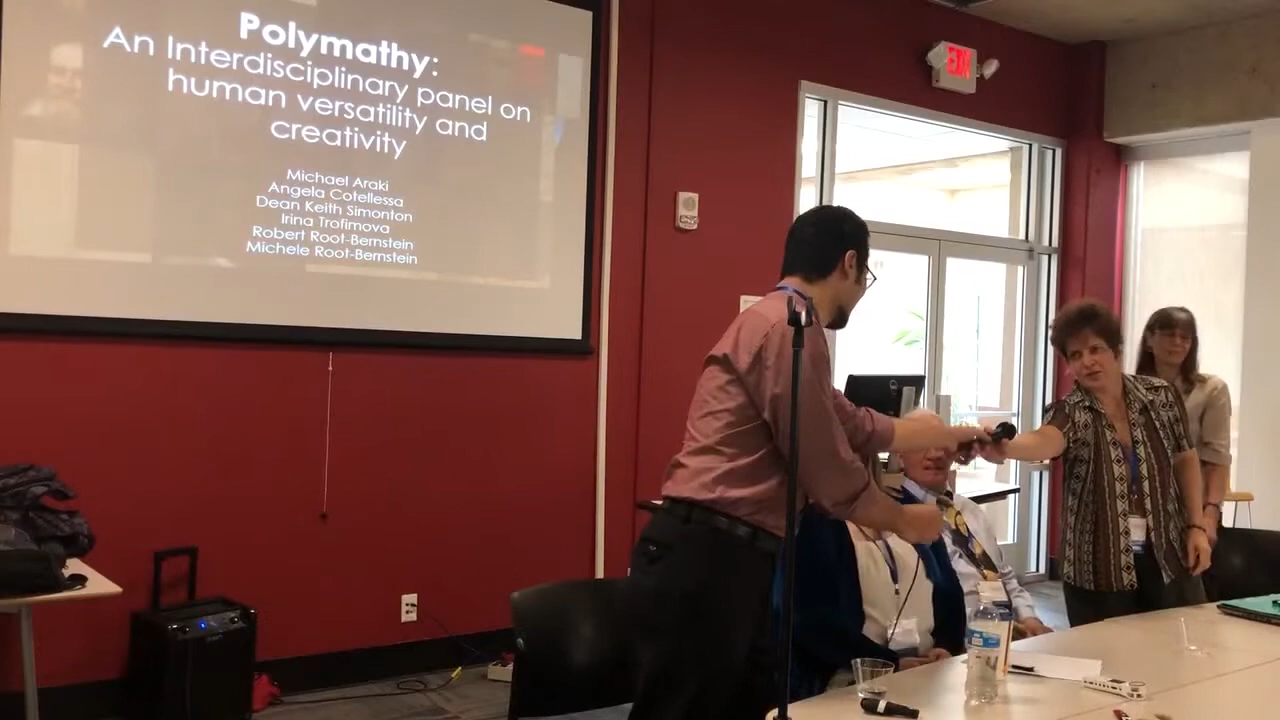 Polymathy:
An Interdisciplinary panel on
human versatility and
creativity
Michael Araki
Angela Cotellessa
Dean Keith Simonton
Irina Trofimova
Robert Root-Bernstein
Michele Root-Bernstein
EXIT